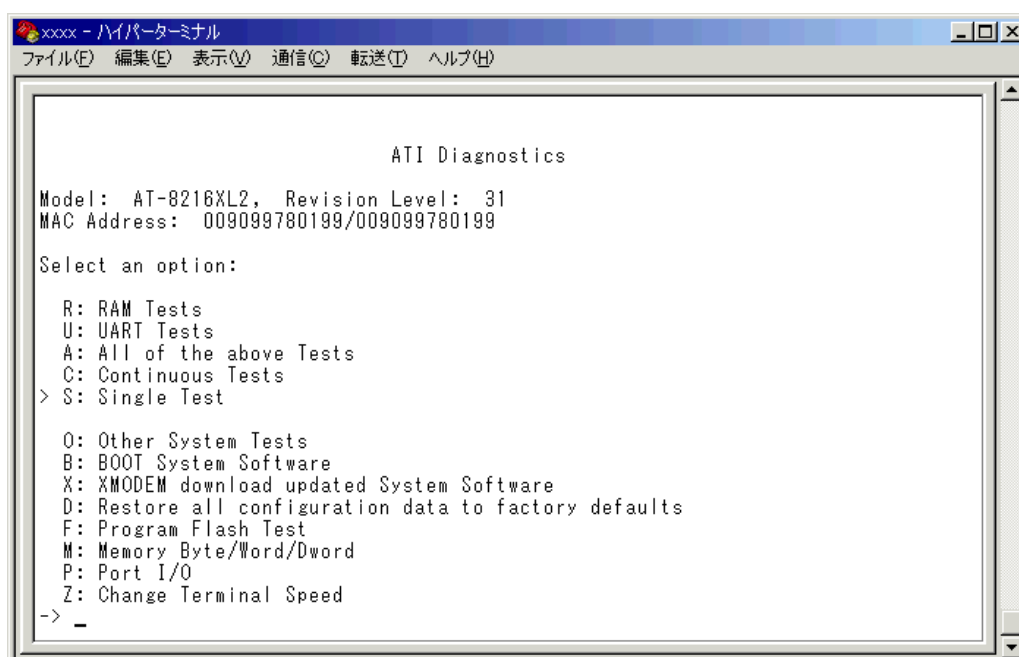 xxxx - ハイパーターミナル
ファイル(F) 編集(E) 表示(V) 通信(C) 転送(T) ヘルプ(H)
ATI Diagnostics
Model: AT-8216XL2, Revision Level: 31
MAC Address: 009099780199/009099780199
Select an option:
R: RAM Tests
U: UART Tests
A: All of the above Tests
C: Continuous Tests
> S: Single Test
O: Other System Tests
B: BOOT System Software
X: XMODEM download updated System Software
D: Restore all configuration data to factory defaults
F: Program Flash Test
M: Memory Byte/Word/Dword
P: Port I/O
Z: Change Terminal Speed
-> _